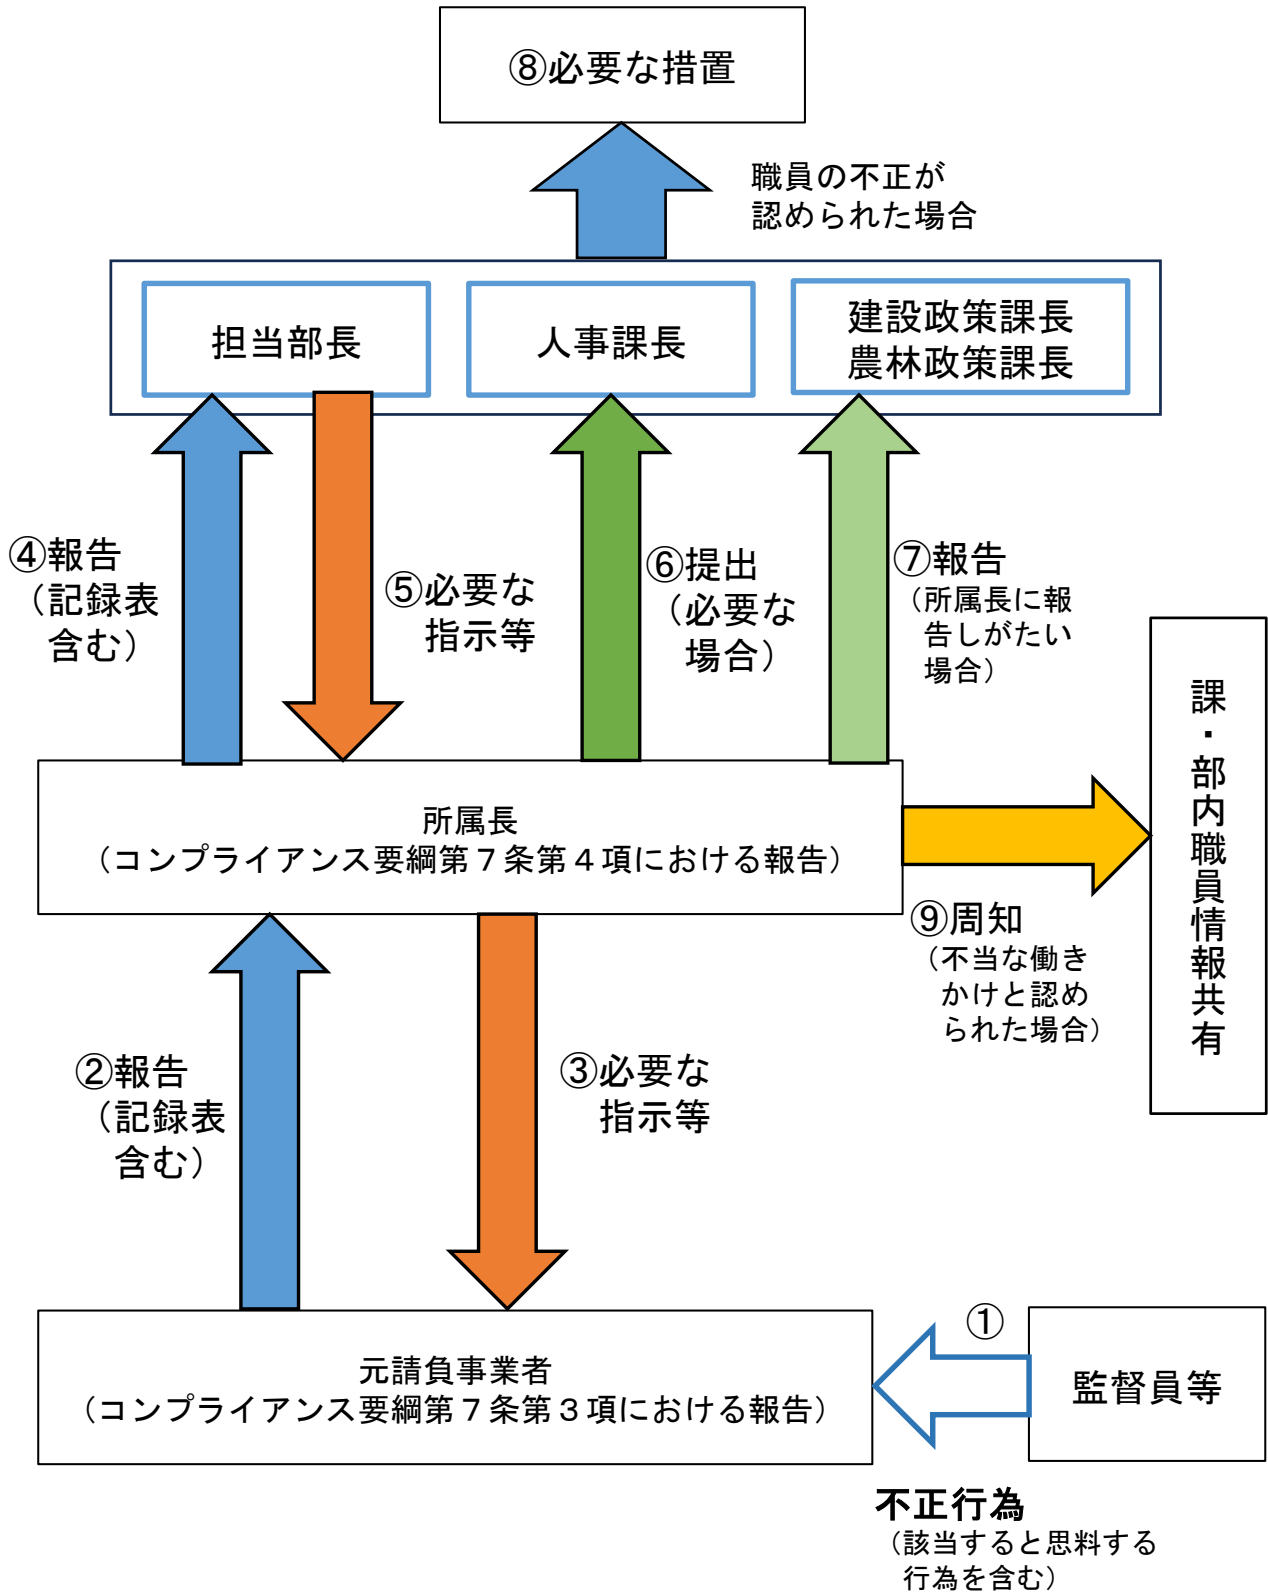 ⑧必要な措置
職員の不正が
認められた場合
担当部長
人事課長
建設政策課長
農林政策課長
④報告
（記録表
含む）
⑤必要な
指示等
⑥提出
（必要な
場合）
⑦報告
（所属長に報
告しがたい
場合）
課・部内職員情報共有
所属長
（コンプライアンス要綱第７条第４項における報告）
⑨周知
（不当な働き
かけと認め
られた場合）
②報告
（記録表
含む）
③必要な
指示等
①
元請負事業者
（コンプライアンス要綱第７条第３項における報告）
監督員等
不正行為
（該当すると思料する
行為を含む）